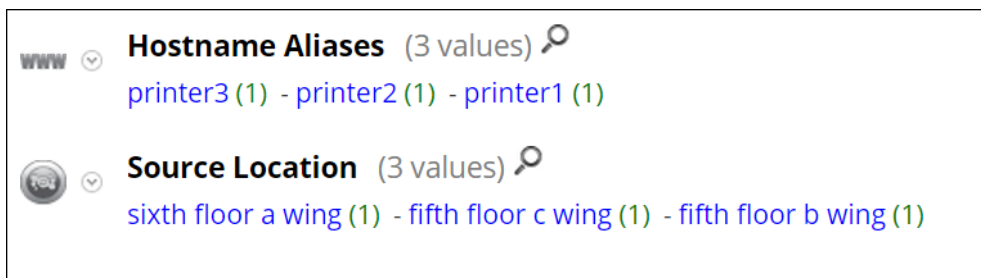 www Hostname Aliases (3 values)
printer3 (1) - printer2 (1) - printer1 (1)
Source Location (3 values)
sixth floor a wing (1) - fifth floor c wing (1) - fifth floor b wing (1)